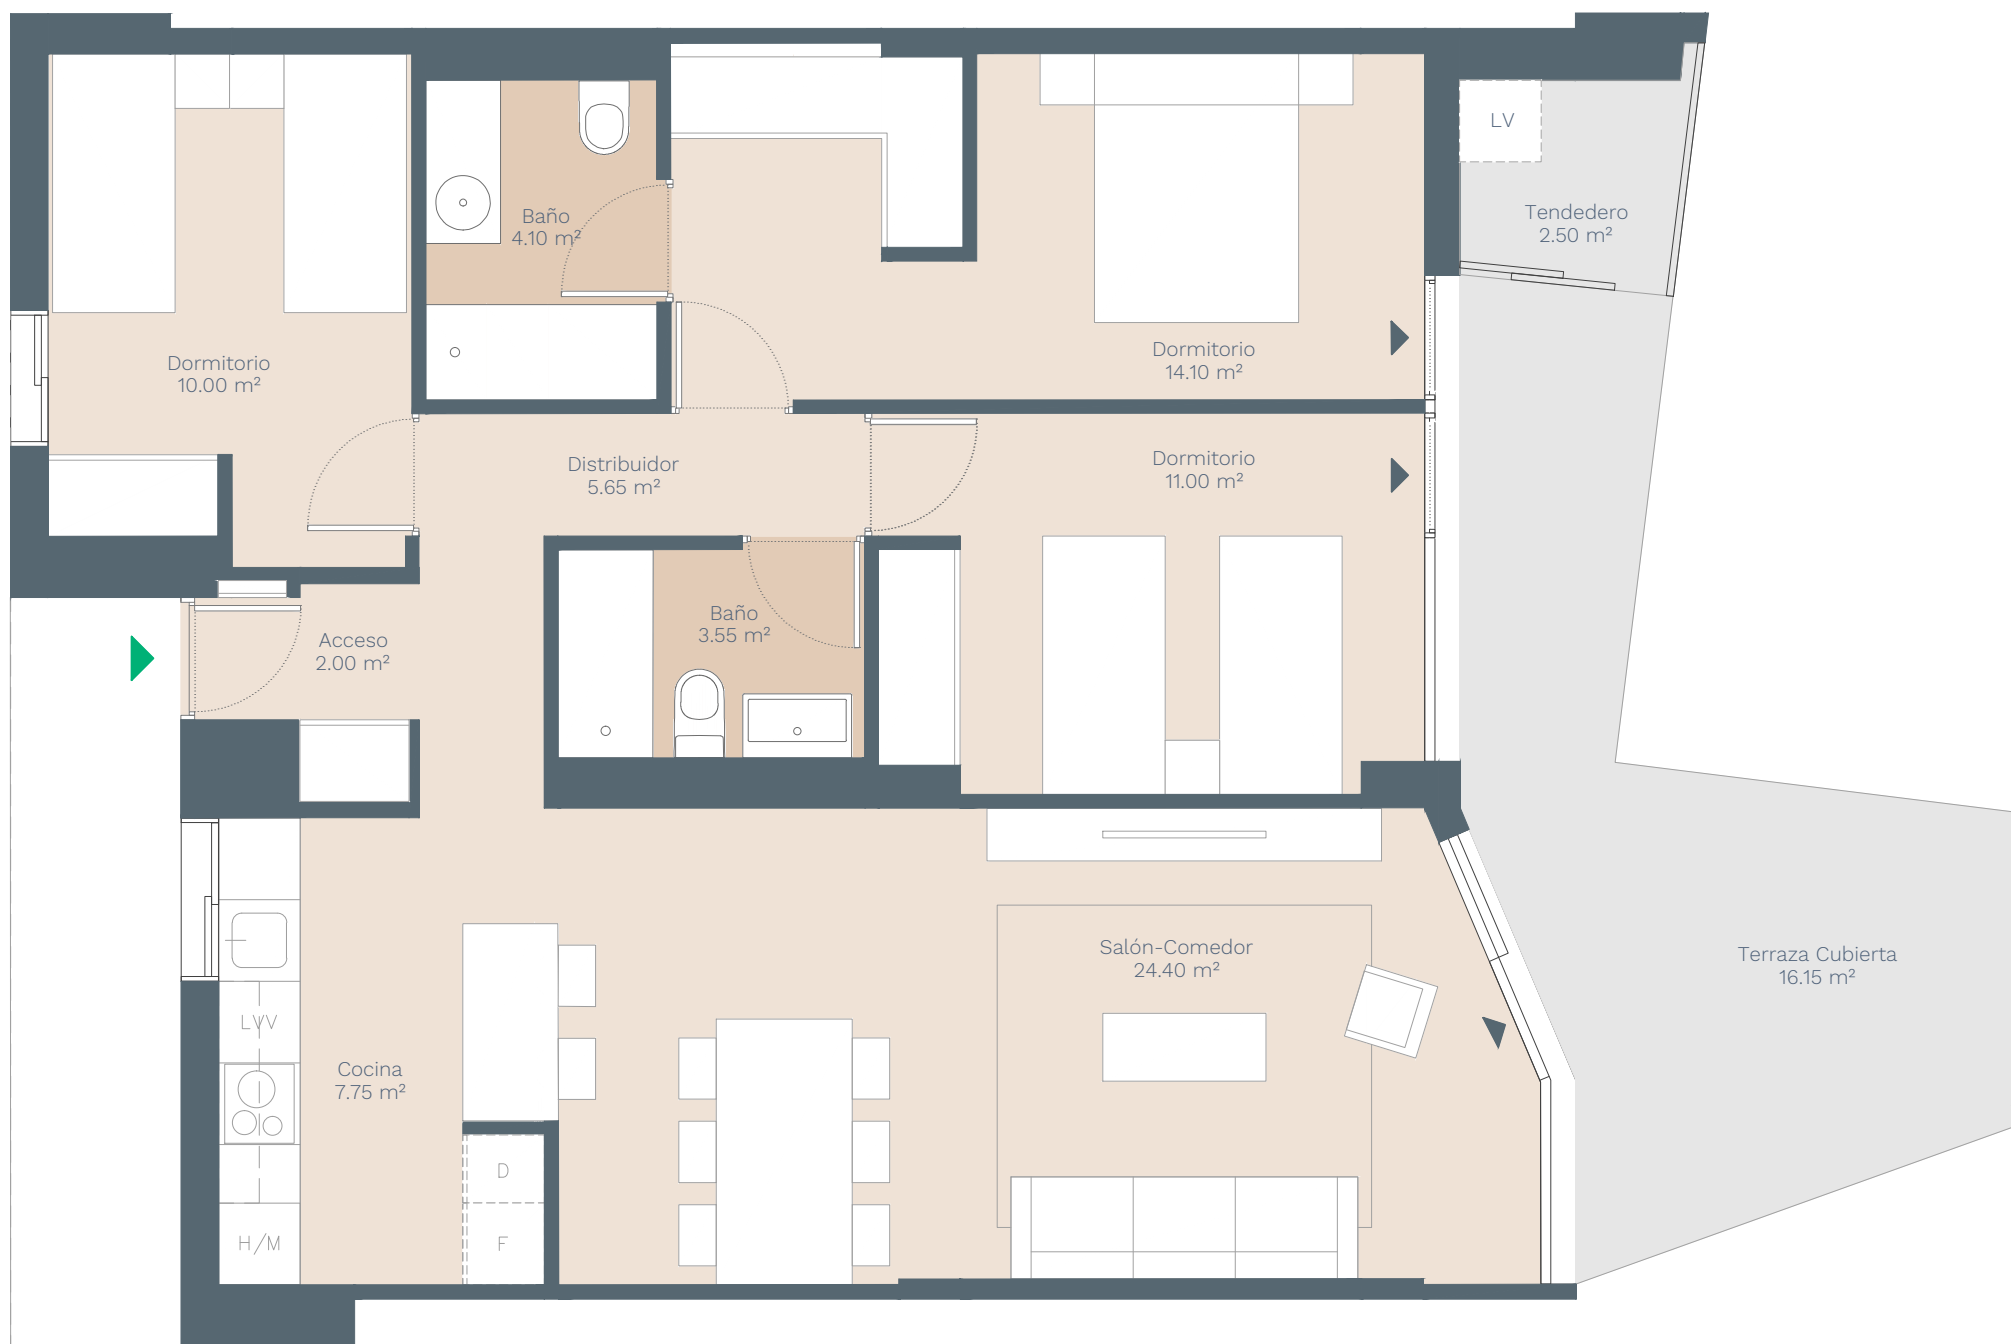 LV
Baño
4.10 m²
Tendedero
2.50 m²
Dormitorio
10.00 m²
Dormitorio
14.10 m²
Distribuidor
5.65 m²
Dormitorio
11.00 m²
Baño
3.55 m²
Acceso
2.00 m²
Salón-Comedor
24.40 m²
Terraza Cubierta
16.15 m²
LVV
Cocina
7.75 m²
D
H/M
F